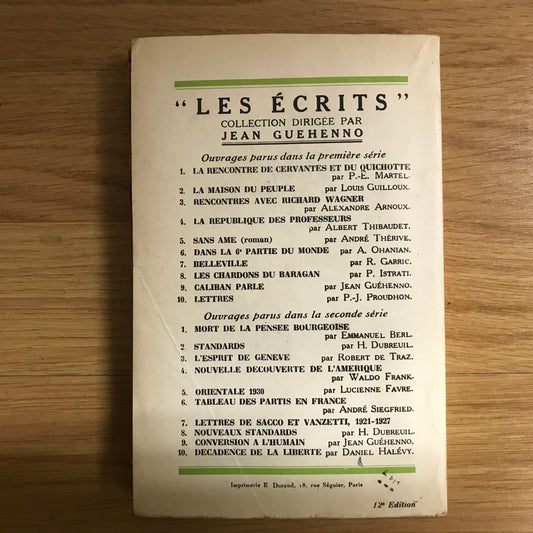 “LES ÉCRITS”
COLLECTION DIRIGÉE PAR
JEAN GUEHENNO
Ouvrages parus dans la première série
1. LA RENCONTRE DE CERVANTES ET DU QUICHOTTE
par P.-E. MARTEL.
2. LA MAISON DU PEUPLE par LOUIS GUILLOUX.
3. RENCONTRES AVEC RICHARD WAGNER
par ALEXANDRE ARNOUX.
4. LA REPUBLIQUE DES PROFESSEURS
par ALBERT THIBAUDET.
5. SANS AME (roman) par ANDRÉ THÉRIVE.
6. DANS LA 6e PARTIE DU MONDE par A. OHANIAN.
7. BELLEVILLE par R. GARRIC.
8. LES CHARDONS DU BARAGAN par P. ISTRATI.
9. CALIBAN PARLE par JEAN GUÉHENNO.
10. LETTRES par P.-J. PROUDHON.
Ouvrages parus dans la seconde série
1. MORT DE LA PENSEE BOURGEOISE
par EMMANUEL BERL.
2. STANDARDS par H. DUBREUIL.
3. L'ESPRIT DE GENEVE par ROBERT DE TRAZ.
4. NOUVELLE DECOUVERTE DE L'AMERIQUE
par WALDO FRANK.
5. ORIENTALE 1930 par LUCIENNE FAVRE.
6. TABLEAU DES PARTIS EN FRANCE
par ANDRÉ SIEGFRIED.
7. LETTRES DE SACCO ET VANZETTI, 1921-1927
8. NOUVEAUX STANDARDS par H. DUBREUIL.
9. CONVERSION A L'HUMAIN par JEAN GUÉHENNO.
10. DECADENCE DE LA LIBERTE par DANIEL HALÉVY.
Imprimerie E. Durand, 18, rue Séguier, Paris
12e Edition